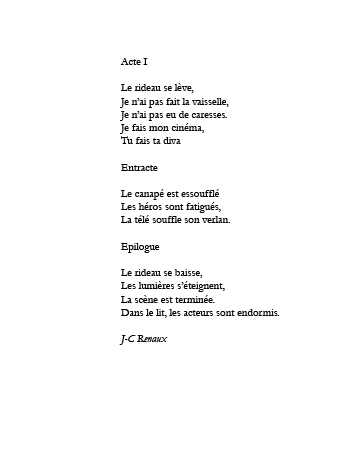 Acte I
Le rideau se lève,
Je n'ai pas fait la vaisselle,
Je n'ai pas eu de caresses.
Je fais mon cinéma,
Tu fais ta diva
Entracte
Le canapé est essoufflé
Les héros sont fatigués,
La télé souffle son verlan.
Epilogue
Le rideau se baisse,
Les lumières s'éteignent,
La scène est terminée.
Dans le lit, les acteurs sont endormis.
J-C Renaux